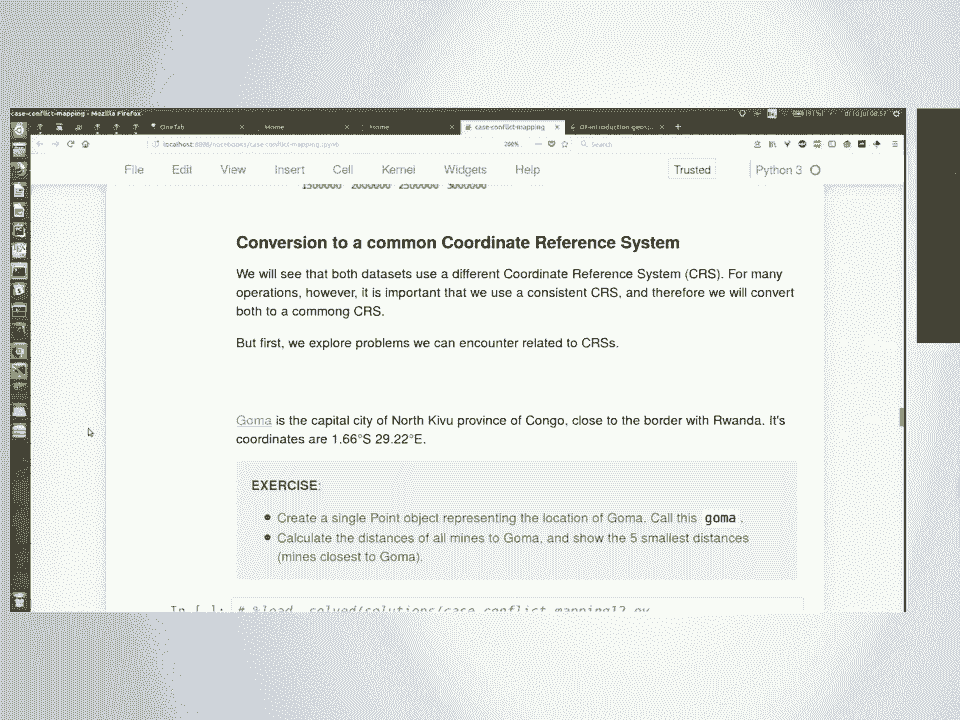 case-conflict-mapping - Mozilla Firefox
OneTab
Home
Home
case-conflict-mapping
localhost:8888/notebooks/case-conflict-mapping.ipynb
200%
Search
File Edit View Insert Cell Kernel Widgets Help Trusted Python 3
1500000 2000000 2500000 3000000
Conversion to a common Coordinate Reference System
We will see that both datasets use a different Coordinate Reference System (CRS). For many
operations, however, it is important that we use a consistent CRS, and therefore we will convert
both to a commong CRS.
But first, we explore problems we can encounter related to CRSs.
Goma is the capital city of North Kivu province of Congo, close to the border with Rwanda. It's
coordinates are 1.66°S 29.22°E.
EXERCISE:
Create a single Point object representing the location of Goma. Call this goma .
Calculate the distances of all mines to Goma, and show the 5 smallest distances
(mines closest to Goma).
In [ ]: # %load _solved/solutions/case-conflict-mapping12.py